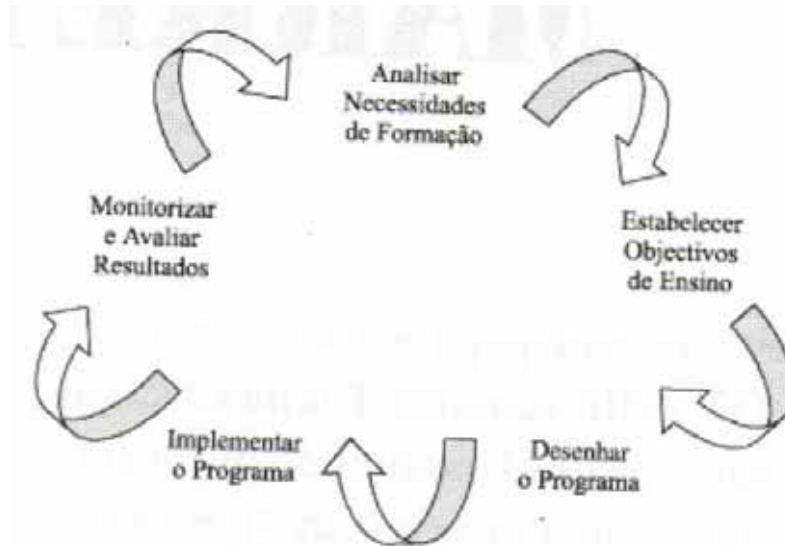 Analisar
Necessidades
de Formação
Estabelecer
Objectivos
de Ensino
Desenhar
o Programa
Implementar
o Programa
Monitorizar
e Avaliar
Resultados